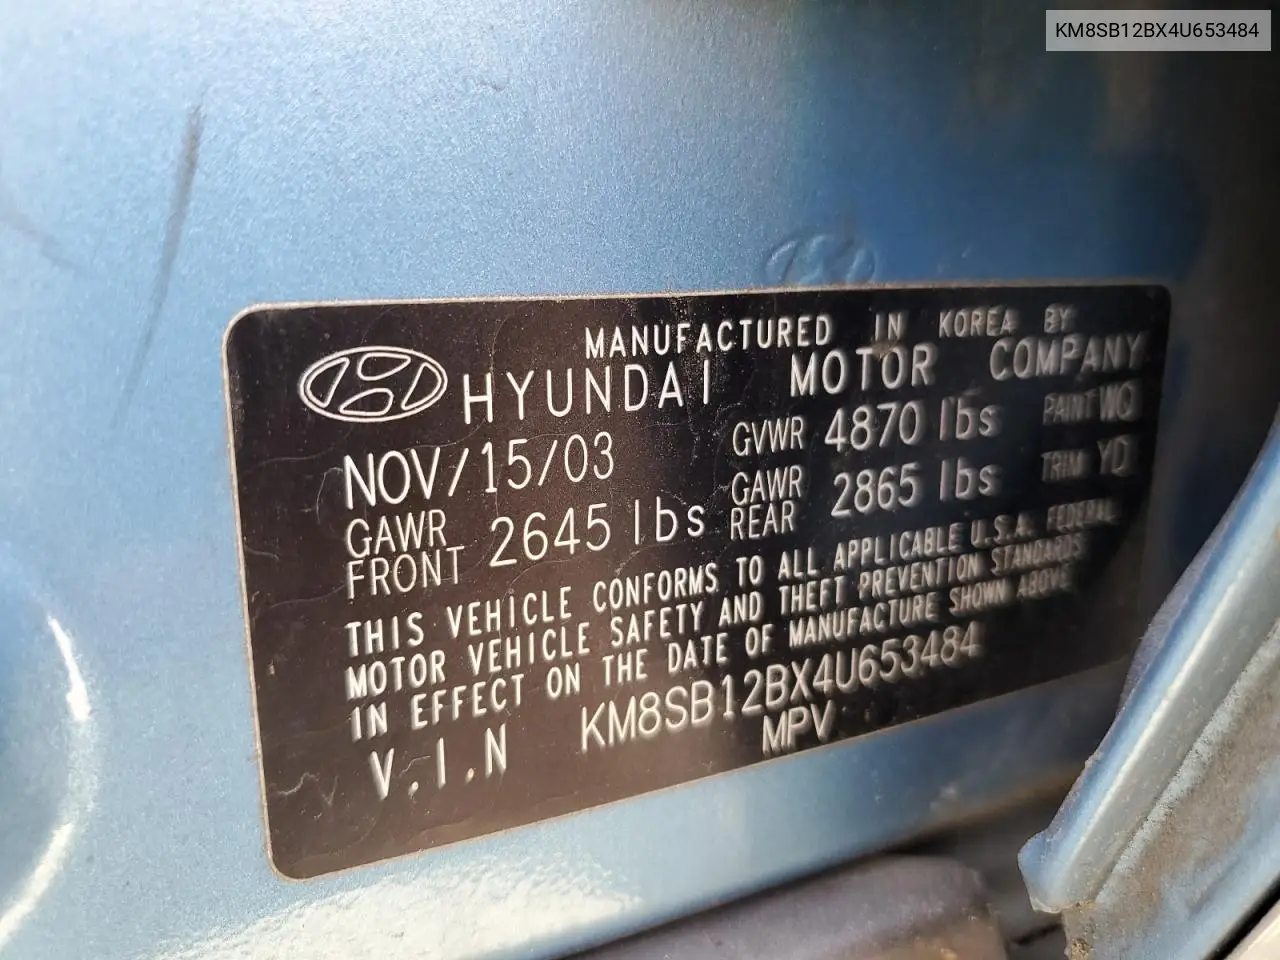 KM8SB12BX4U653484
MANUFACTURED IN KOREA BY
HYUNDAI MOTOR COMPANY
NOV/15/03 GVWR 4870 lbs PAINT WQ
GAWR FRONT 2645 lbs GAWR REAR 2865 lbs TRIM YD
THIS VEHICLE CONFORMS TO ALL APPLICABLE U.S.A. FEDERAL
MOTOR VEHICLE SAFETY AND THEFT PREVENTION STANDARDS
IN EFFECT ON THE DATE OF MANUFACTURE SHOWN ABOVE
V.I.N KM8SB12BX4U653484
MPV